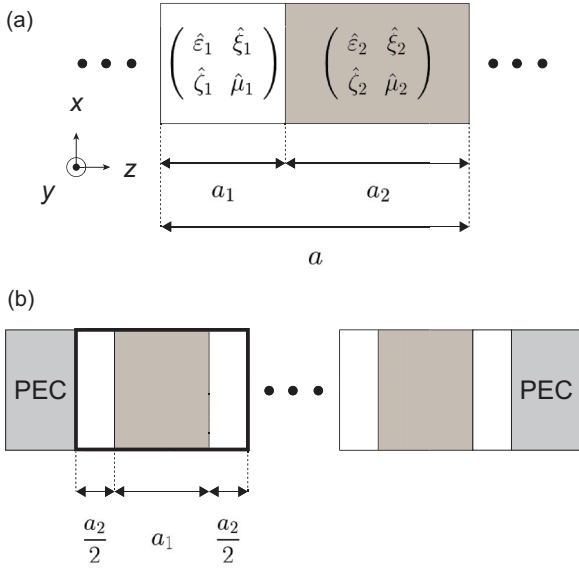 (a)
( ε̂₁ ξ̂₁ ) ( ε̂₂ ξ̂₂ )
( ζ̂₁ μ̂₁ ) ( ζ̂₂ μ̂₂ )
x
y z
a₁ a₂
a
(b)
PEC PEC
a₂/2 a₁ a₂/2